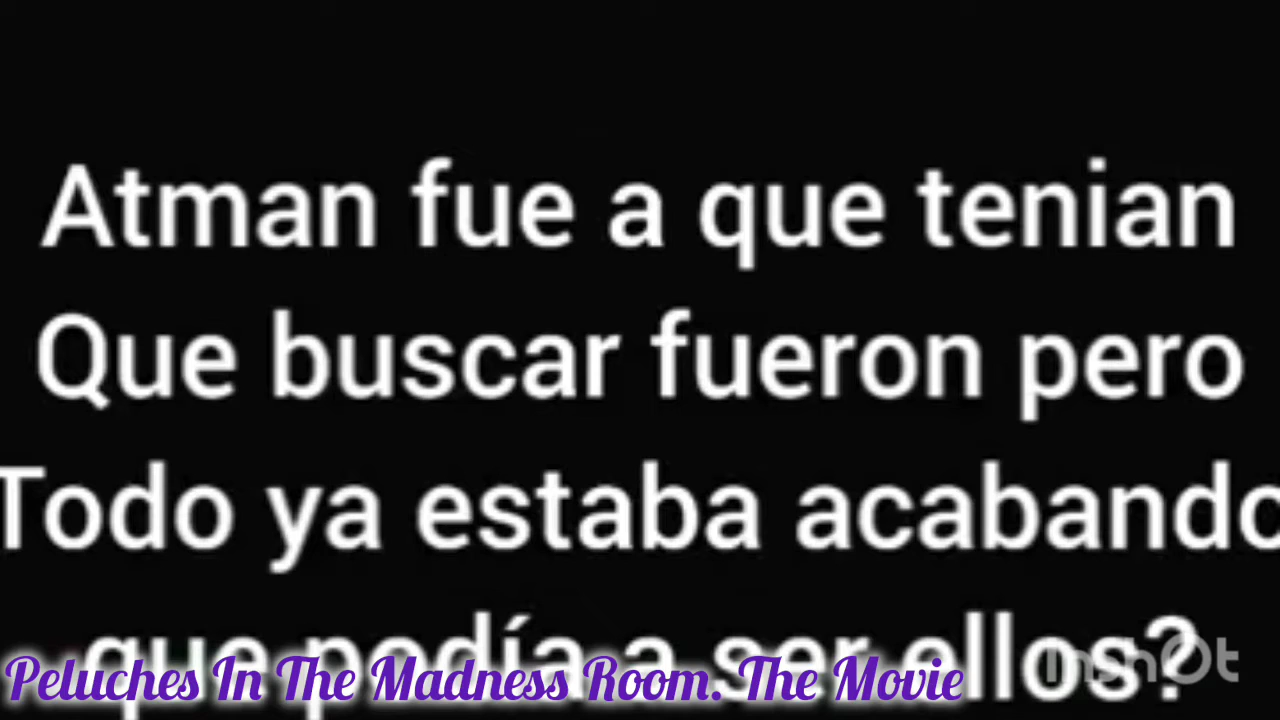 Atman fue a que tenian
Que buscar fueron pero
Todo ya estaba acabando
que podía a ser ellos?
Peluches In The Madness Room. The Movie
InshOt